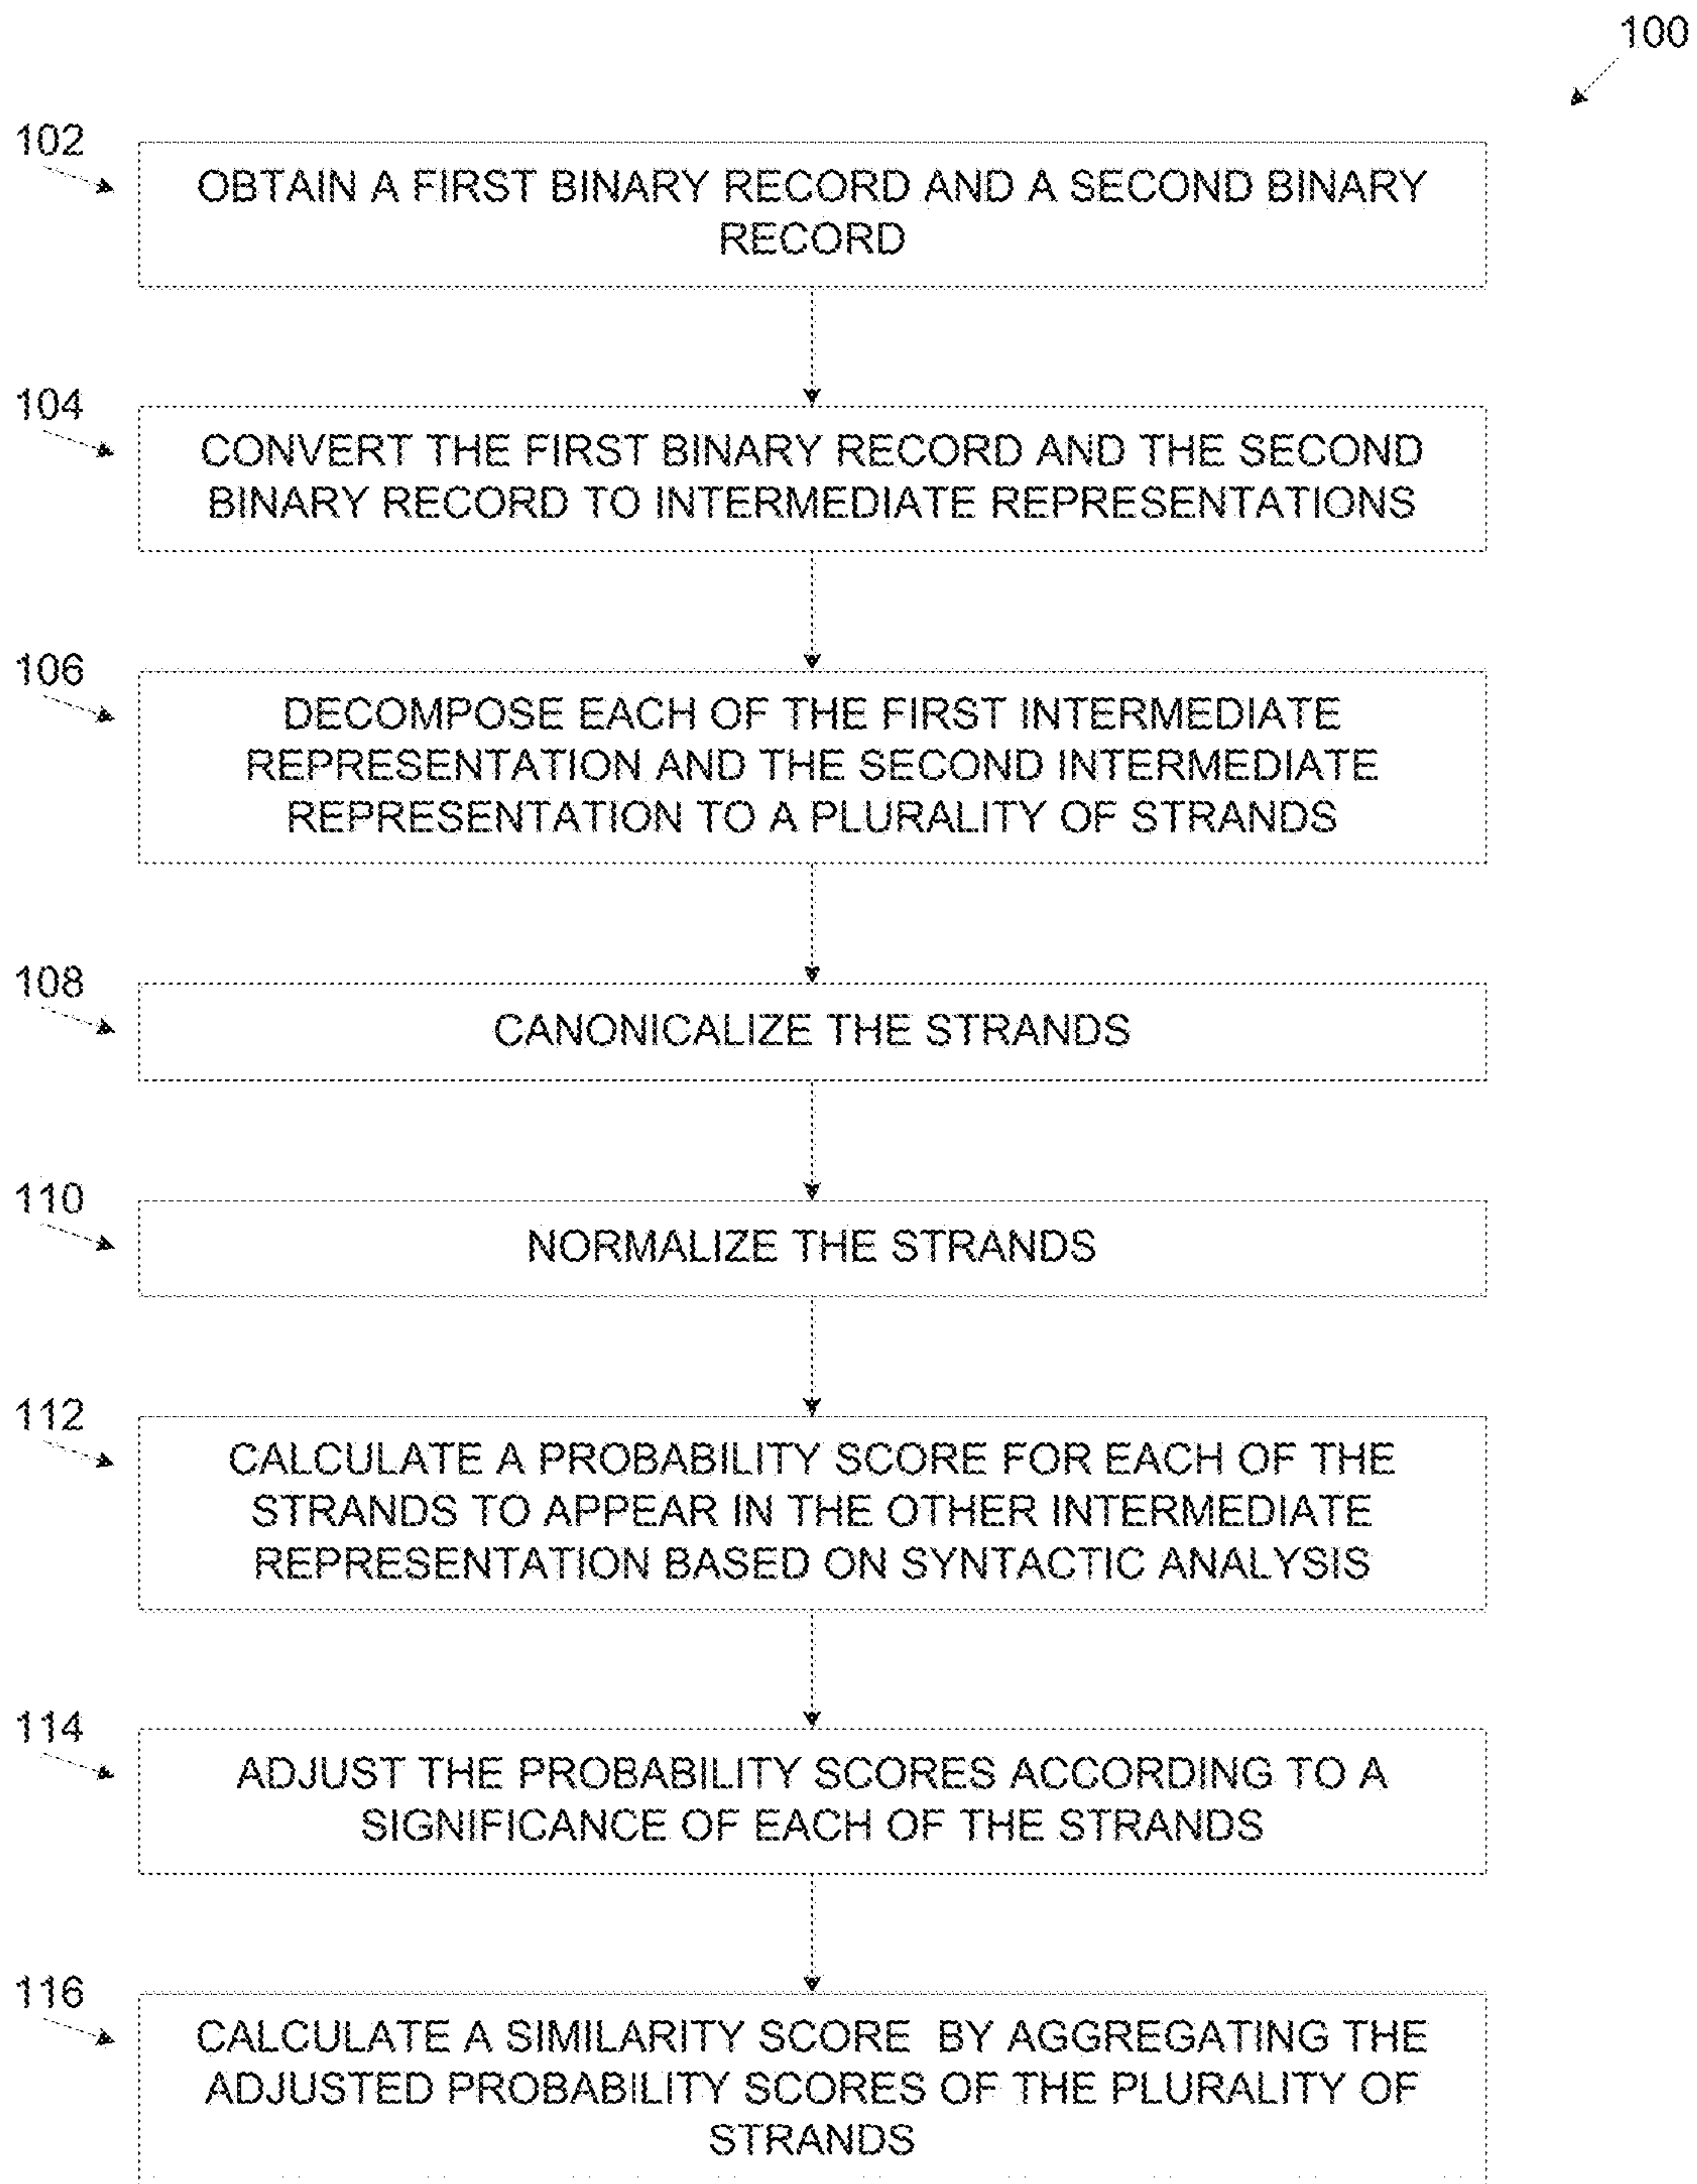 100
102
OBTAIN A FIRST BINARY RECORD AND A SECOND BINARY
RECORD
104
CONVERT THE FIRST BINARY RECORD AND THE SECOND
BINARY RECORD TO INTERMEDIATE REPRESENTATIONS
106
DECOMPOSE EACH OF THE FIRST INTERMEDIATE
REPRESENTATION AND THE SECOND INTERMEDIATE
REPRESENTATION TO A PLURALITY OF STRANDS
108
CANONICALIZE THE STRANDS
110
NORMALIZE THE STRANDS
112
CALCULATE A PROBABILITY SCORE FOR EACH OF THE
STRANDS TO APPEAR IN THE OTHER INTERMEDIATE
REPRESENTATION BASED ON SYNTACTIC ANALYSIS
114
ADJUST THE PROBABILITY SCORES ACCORDING TO A
SIGNIFICANCE OF EACH OF THE STRANDS
116
CALCULATE A SIMILARITY SCORE BY AGGREGATING THE
ADJUSTED PROBABILITY SCORES OF THE PLURALITY OF
STRANDS